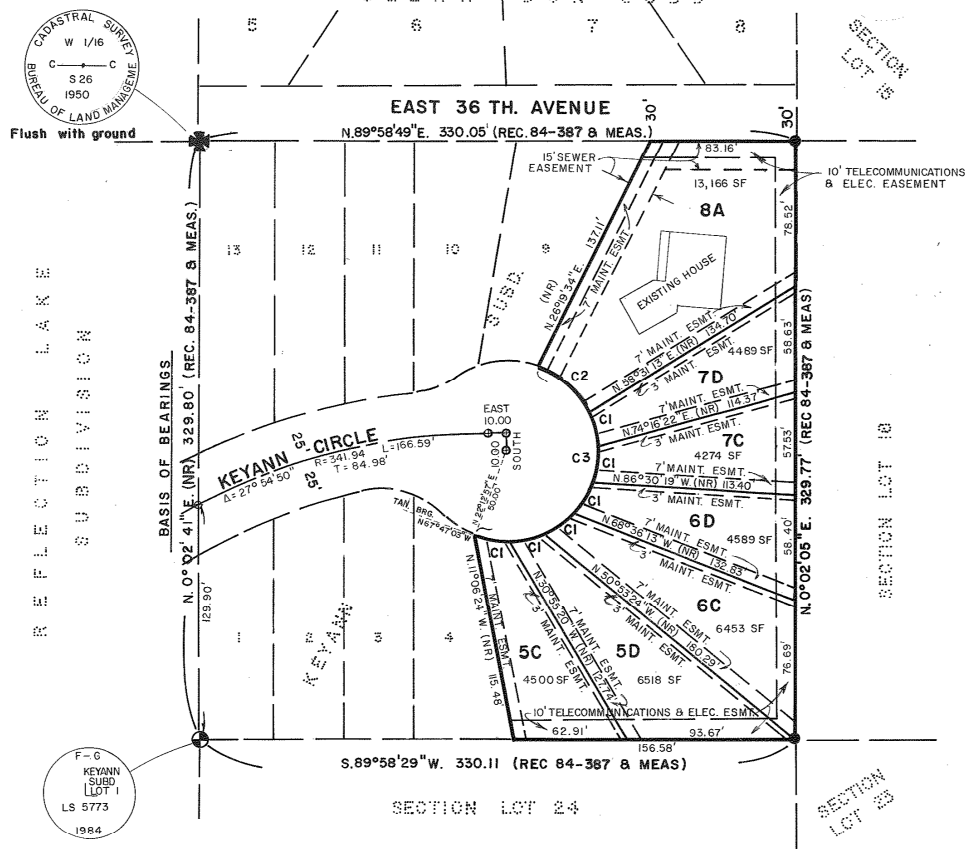 CADASTRAL SURVEY
W 1/16
C C
S 26
1950
BUREAU OF LAND MANAGEME
Flush with ground
5
6
7
8
SECTION
LOT 15
EAST 36 TH. AVENUE
N.89°58'49"E. 330.05' (REC. 84-387 & MEAS.)
30'
30'
83.16'
15' SEWER
EASEMENT
10' TELECOMMUNICATIONS
& ELEC. EASEMENT
13,166 SF
8A
78.52'
EXISTING HOUSE
N.26°19'34"E. 137.11'
(NR)
7' MAINT. ESMT
REFLECTION LAKE
SUBDIVISION
BASIS OF BEARINGS
N.0°02'41"E. (NR) 329.80' (REC. 84-387 & MEAS.)
129.90'
13
12
11
10
9
SUBD.
7' MAINT. ESMT.
N.58°31'13"E.(NR) 134.70'
3' MAINT. ESMT.
4489 SF
58.63'
7D
C2
C1
7' MAINT. ESMT.
N.74°16'22"E. (NR) 114.37'
3' MAINT. ESMT.
7C
4274 SF
57.53'
C3
C1
EAST
10.00
10.00
SOUTH
KEYANN CIRCLE
25'
25'
R=341.94 L=166.59'
T=84.98'
Δ=27°54'50"
50.00'
TAN. BRG.
N67°47'03"W
7' MAINT. ESMT.
N.86°30'19"W.(NR) 113.40'
3' MAINT. ESMT.
6D
4589 SF
58.40'
C1
7' MAINT. ESMT.
N.68°36'13"W (NR) 132.83'
3' MAINT. ESMT.
6C
6453 SF
76.69'
C1
7' MAINT. ESMT.
N.50°53'24"W.(NR) 180.29'
3' MAINT. ESMT.
5D
6518 SF
C1
7' MAINT. ESMT.
N.30°55'20"W (NR) 127.74'
3' MAINT. ESMT.
5C
4500 SF
C1
7' MAINT ESMT
N.11°06'24"W. (NR) 115.48'
10' TELECOMMUNICATIONS & ELEC. ESMT.
62.91'
93.67'
156.58'
N.0°02'05"E. 329.77' (REC 84-387 & MEAS)
SECTION LOT 18
1
2
3
4
KEYANN
S.89°58'29"W. 330.11 (REC 84-387 & MEAS)
SECTION LOT 24
SECTION
LOT 25
F-G
KEYANN
SUBD
LOT 1
LS 5773
1984